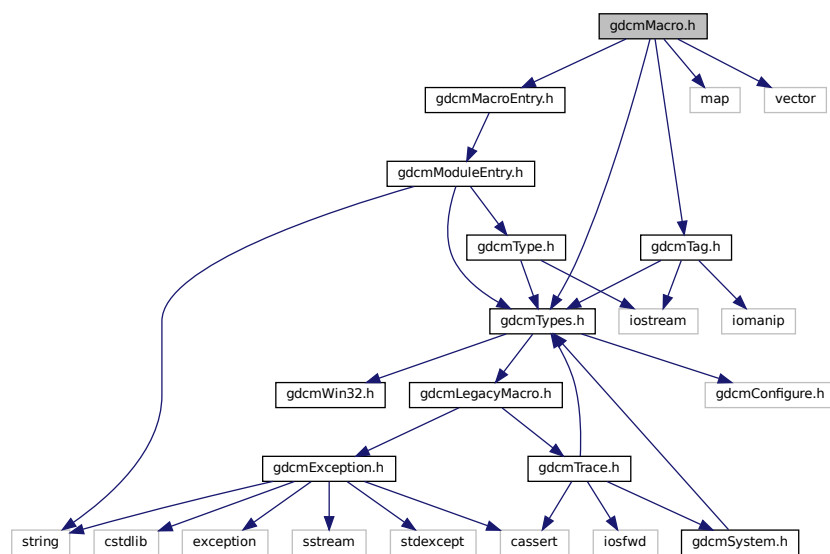 gdcmMacro.h
gdcmMacroEntry.h
map
vector
gdcmModuleEntry.h
gdcmType.h
gdcmTag.h
gdcmTypes.h
iostream
iomanip
gdcmWin32.h
gdcmLegacyMacro.h
gdcmConfigure.h
gdcmException.h
gdcmTrace.h
string
cstdlib
exception
sstream
stdexcept
cassert
iosfwd
gdcmSystem.h